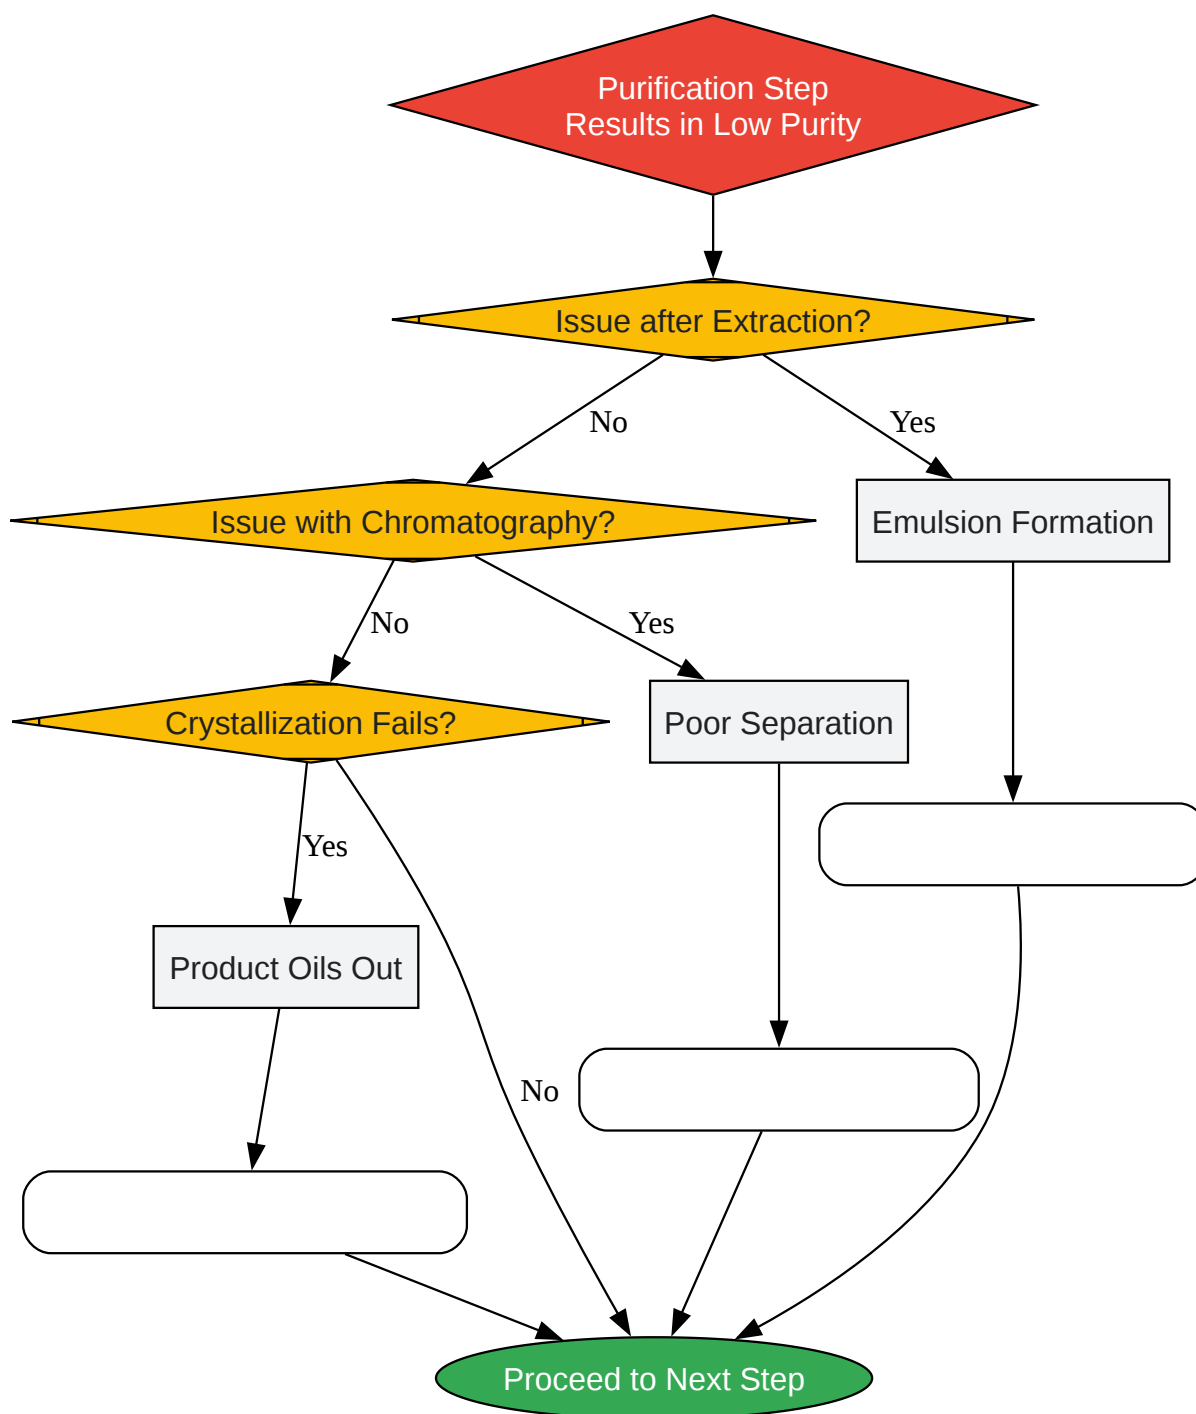 Purification Step
Results in Low Purity
Issue after Extraction?
No
Yes
Issue with Chromatography?
Emulsion Formation
No
Yes
Crystallization Fails?
Poor Separation
Yes
Product Oils Out
No
Proceed to Next Step